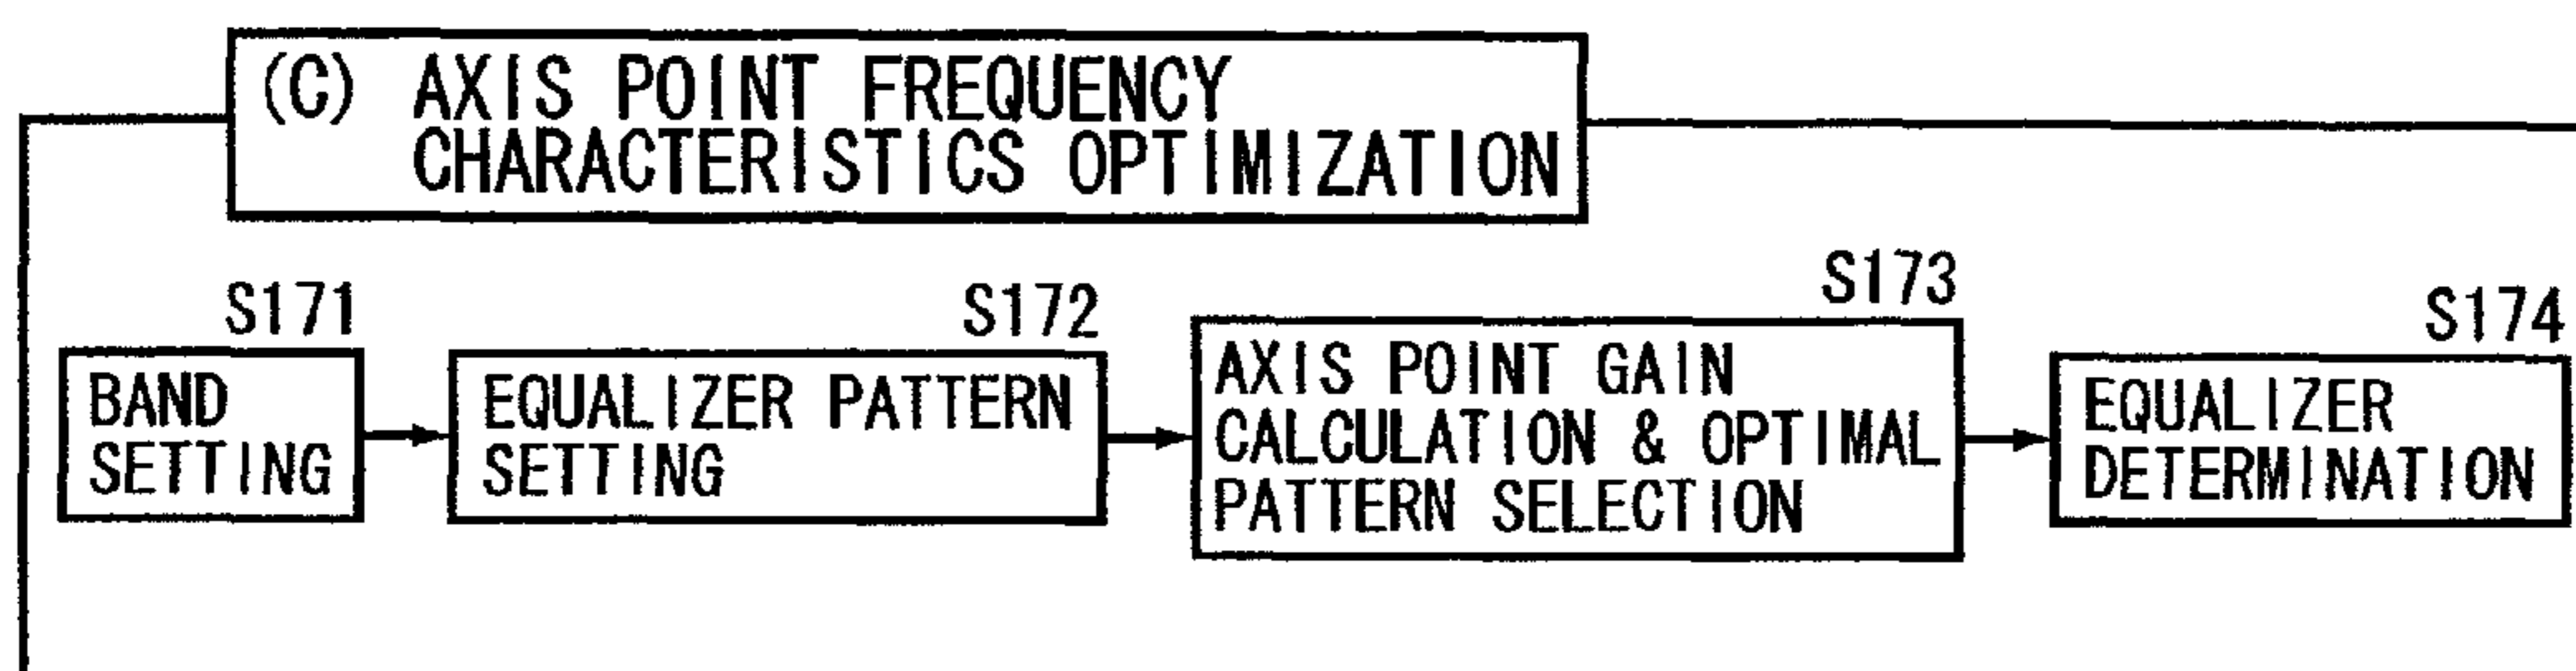 (C) AXIS POINT FREQUENCY
CHARACTERISTICS OPTIMIZATION
S171
BAND
SETTING
S172
EQUALIZER PATTERN
SETTING
S173
AXIS POINT GAIN
CALCULATION & OPTIMAL
PATTERN SELECTION
S174
EQUALIZER
DETERMINATION